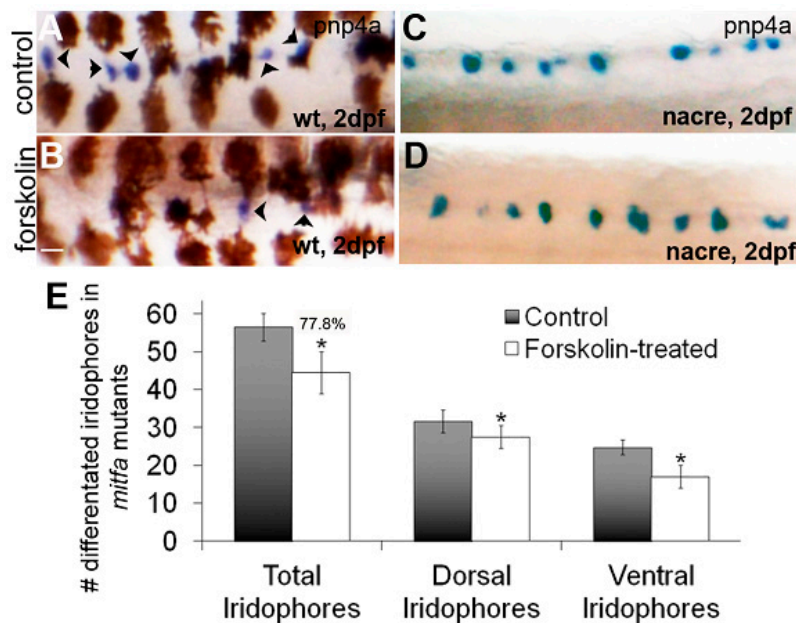 A
control
wt, 2dpf
C
pnp4a
nacre, 2dpf
B
forskolin
wt, 2dpf
D
nacre, 2dpf
pnp4a
E
# differentiated iridophores in
mitfa mutants
60
50
40
30
20
10
0
77.8%
*
*
*
Control
Forskolin-treated
Total
Iridophores
Dorsal
Iridophores
Ventral
Iridophores